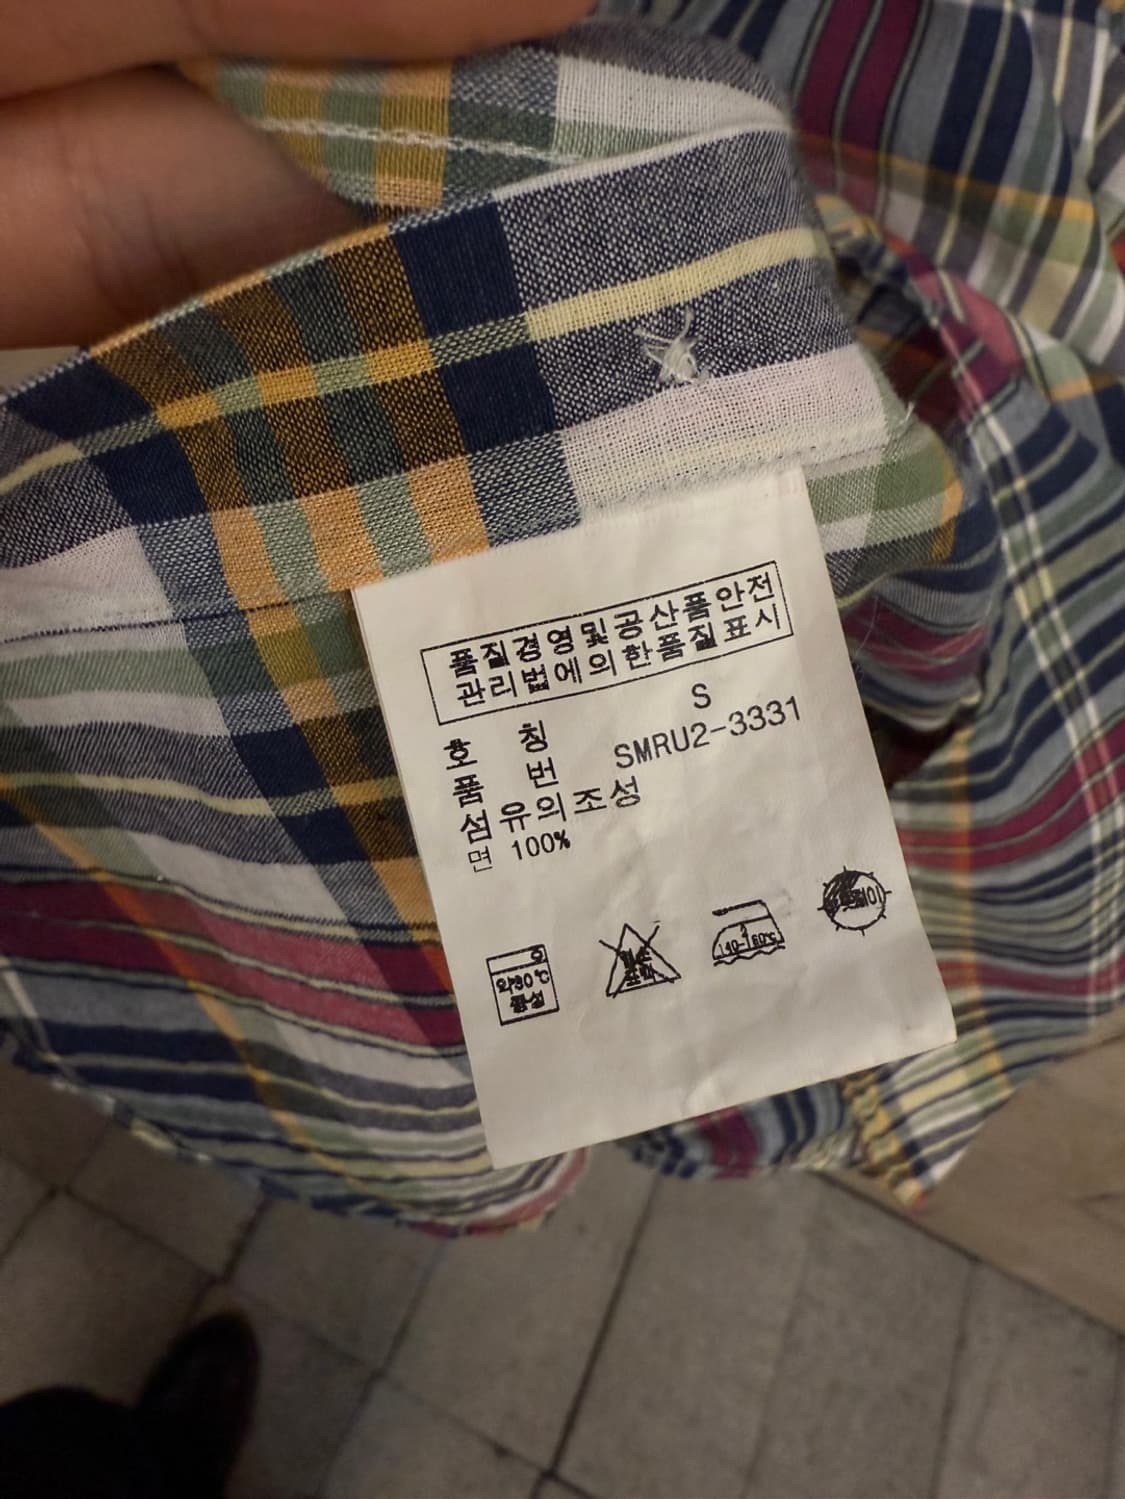 품질경영및공산품안전
관리법에의한품질표시
호 칭 S
품 번 SMRU2-3331
섬유의조성
면 100%
약30℃
중성
140-160℃